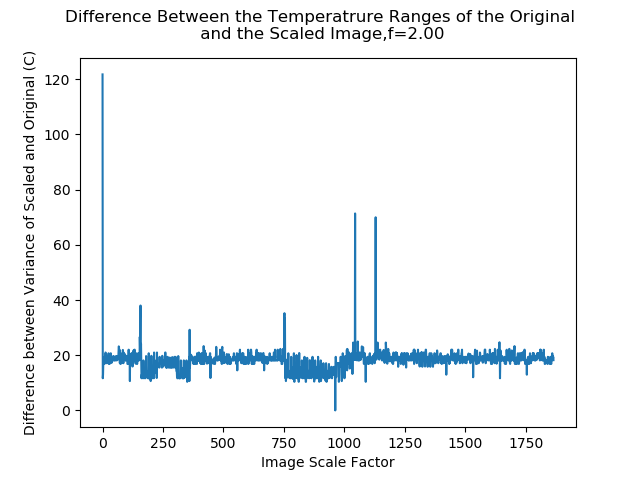 Difference Between the Temperatrure Ranges of the Original
and the Scaled Image,f=2.00
Difference between Variance of Scaled and Original (C)
120
100
80
60
40
20
0
0 250 500 750 1000 1250 1500 1750
Image Scale Factor